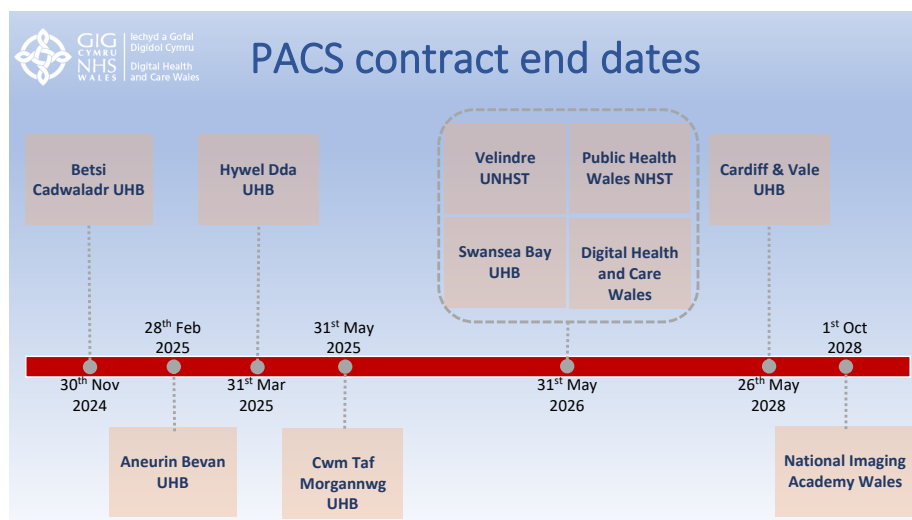 GIG
CYMRU
NHS
WALES
Iechyd a Gofal
Digidol Cymru
Digital Health
and Care Wales
PACS contract end dates
Betsi
Cadwaladr UHB
Hywel Dda
UHB
Velindre
UNHST
Public Health
Wales NHST
Swansea Bay
UHB
Digital Health
and Care
Wales
Cardiff & Vale
UHB
28th Feb
2025
31st May
2025
1st Oct
2028
30th Nov
2024
31st Mar
2025
31st May
2026
26th May
2028
Aneurin Bevan
UHB
Cwm Taf
Morgannwg
UHB
National Imaging
Academy Wales